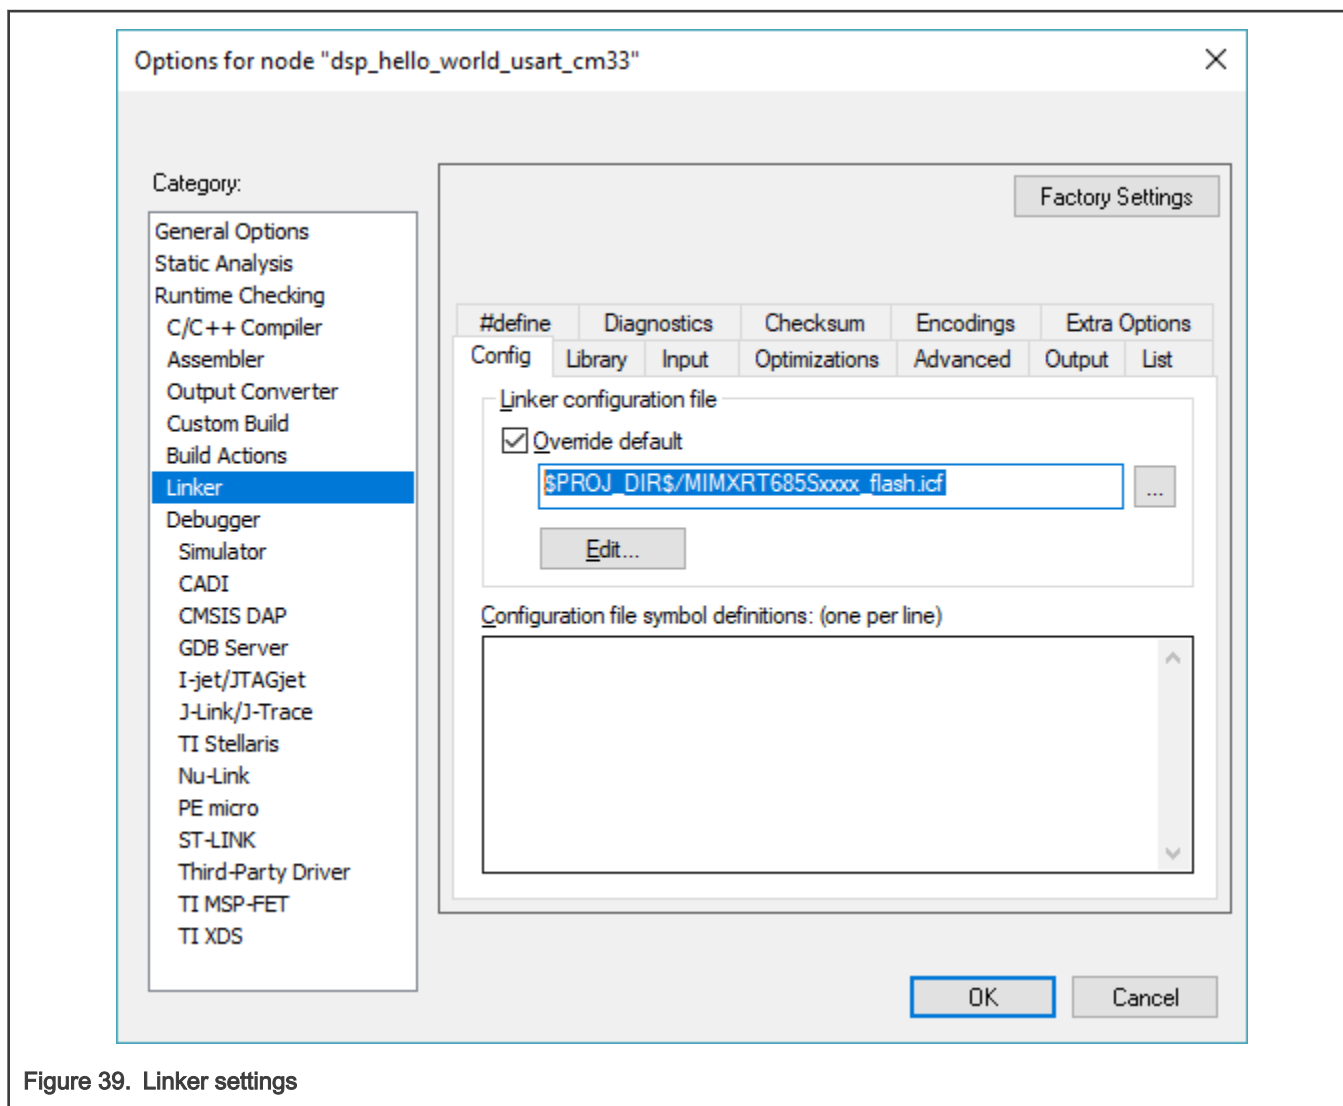 Options for node "dsp_hello_world_usart_cm33"
Category:
General Options
Static Analysis
Runtime Checking
C/C++ Compiler
Assembler
Output Converter
Custom Build
Build Actions
Linker
Debugger
Simulator
CADI
CMSIS DAP
GDB Server
I-jet/JTAGjet
J-Link/J-Trace
TI Stellaris
Nu-Link
PE micro
ST-LINK
Third-Party Driver
TI MSP-FET
TI XDS
Factory Settings
#define Diagnostics Checksum Encodings Extra Options
Config Library Input Optimizations Advanced Output List
Linker configuration file
Override default
$PROJ_DIR$/MIMXRT685Sxxxx_flash.icf
...
Edit...
Configuration file symbol definitions: (one per line)
OK Cancel
Figure 39. Linker settings